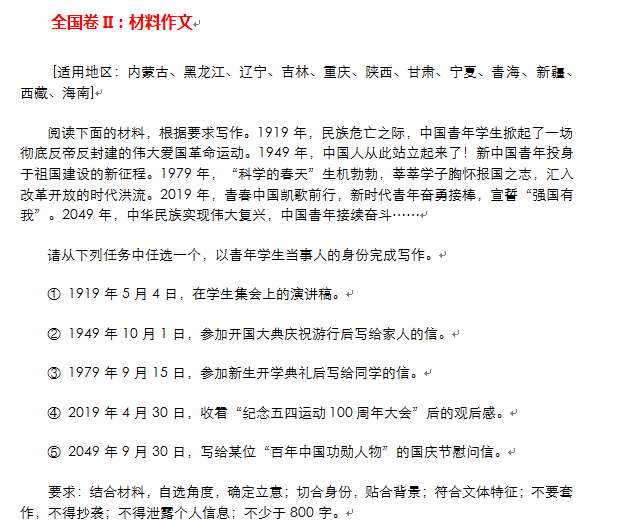 全国卷 II：材料作文
[适用地区：内蒙古、黑龙江、辽宁、吉林、重庆、陕西、甘肃、宁夏、青海、新疆、
西藏、海南]
阅读下面的材料，根据要求写作。1919 年，民族危亡之际，中国青年学生掀起了一场
彻底反帝反封建的伟大爱国革命运动。1949 年，中国人从此站立起来了！新中国青年投身
于祖国建设的新征程。1979 年，“科学的春天”生机勃勃，莘莘学子胸怀报国之志，汇入
改革开放的时代洪流。2019 年，青春中国凯歌前行，新时代青年奋勇接棒，宣誓“强国有
我”。2049 年，中华民族实现伟大复兴，中国青年接续奋斗……
请从下列任务中任选一个，以青年学生当事人的身份完成写作。
① 1919 年 5 月 4 日，在学生集会上的演讲稿。
② 1949 年 10 月 1 日，参加开国大典庆祝游行后写给家人的信。
③ 1979 年 9 月 15 日，参加新生开学典礼后写给同学的信。
④ 2019 年 4 月 30 日，收看“纪念五四运动 100 周年大会”后的观后感。
⑤ 2049 年 9 月 30 日，写给某位“百年中国功勋人物”的国庆节慰问信。
要求：结合材料，自选角度，确定立意；切合身份，贴合背景；符合文体特征；不要套
作，不得抄袭；不得泄露个人信息；不少于 800 字。